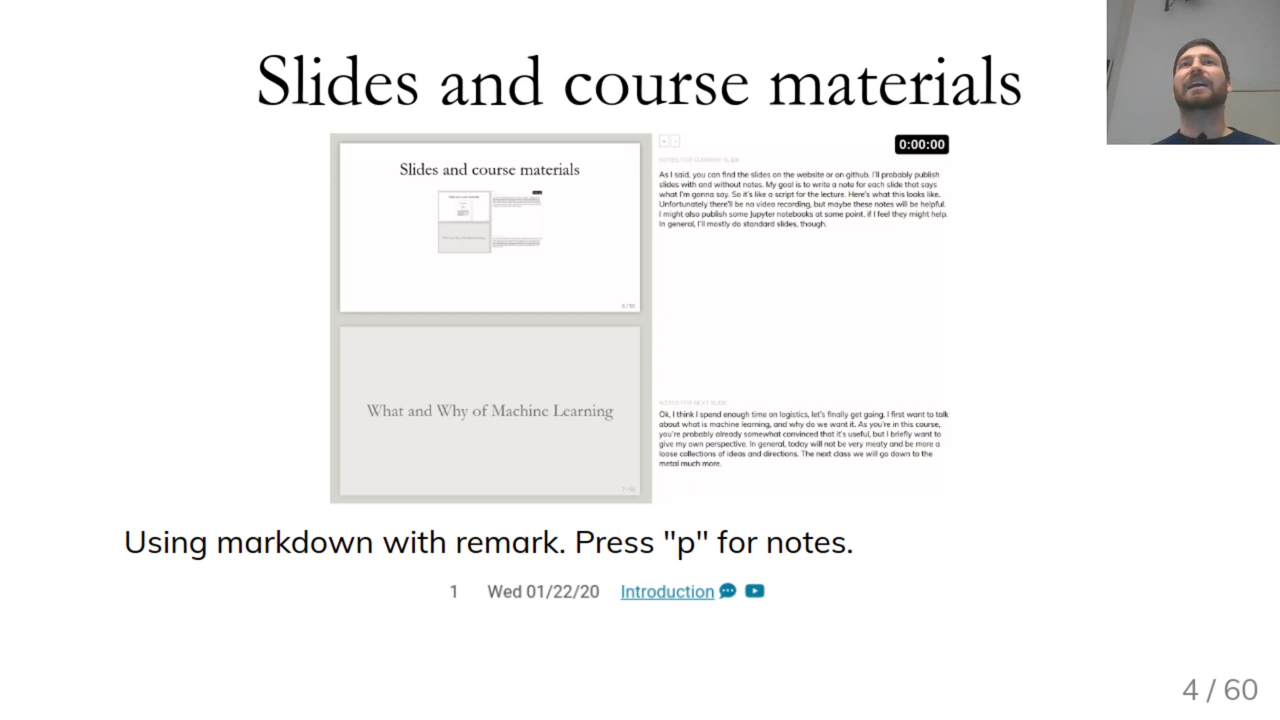 Slides and course materials
0:00:00
NOTES FOR CURRENT SLIDE
Slides and course materials
As I said, you can find the slides on the website or on github. I'll probably publish
slides with and without notes. My goal is to write a note for each slide that says
what I'm gonna say. So it's like a script for the lecture. Here's what this looks like.
Unfortunately there'll be no video recording, but maybe these notes will be helpful.
I might also publish some Jupyter notebooks at some point, if I feel they might help.
In general, I'll mostly do standard slides, though.
What and Why of Machine Learning
NOTES FOR NEXT SLIDE
Ok, I think I spend enough time on logistics, let's finally get going. I first want to talk
about what is machine learning, and why do we want it. As you're in this course,
you're probably already somewhat convinced that it's useful, but I briefly want to
give my own perspective. In general, today will not be very meaty and be more a
loose collections of ideas and directions. The next class we will go down to the
metal much more.
Using markdown with remark. Press "p" for notes.
1 Wed 01/22/20 Introduction
4 / 60